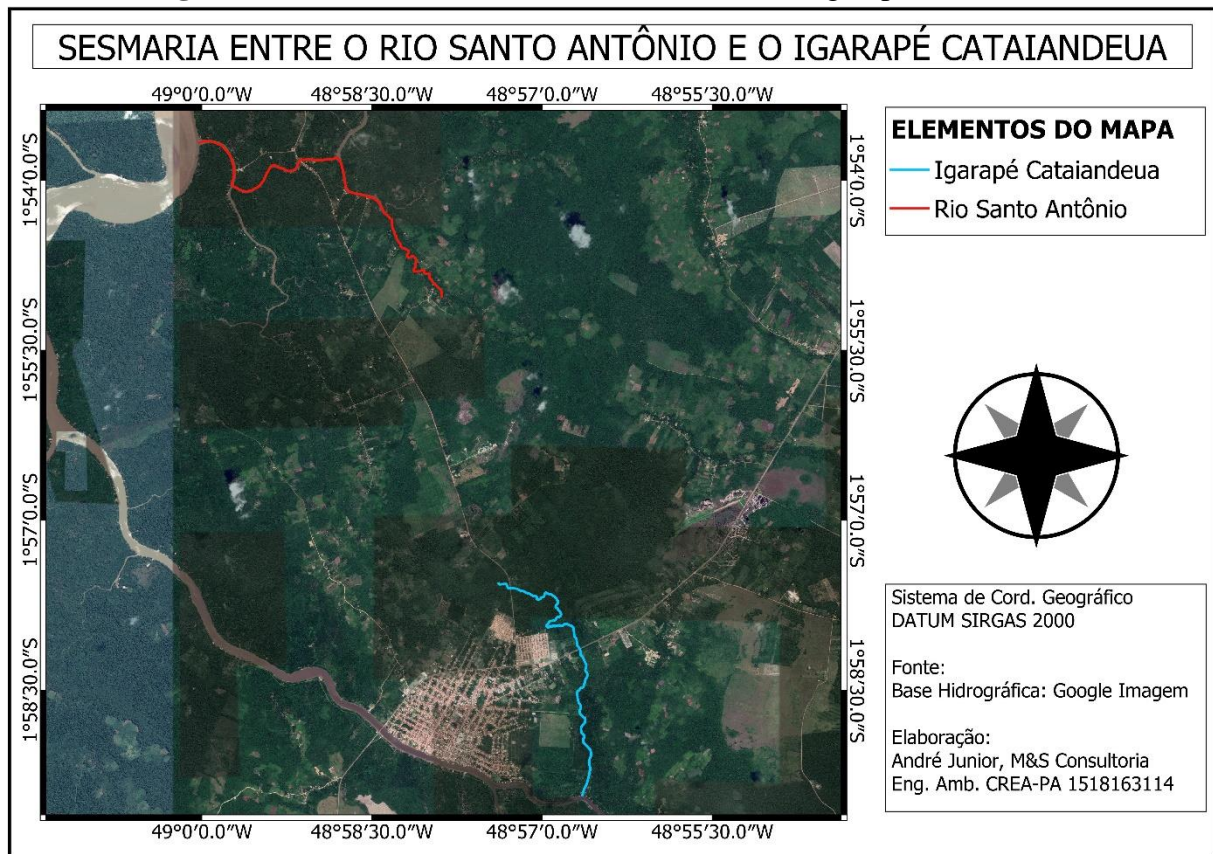 SESMARIA ENTRE O RIO SANTO ANTÔNIO E O IGARAPÉ CATAIANDEUA
49°0′0.0″W 48°58′30.0″W 48°57′0.0″W 48°55′30.0″W
1°54′0.0″S
1°55′30.0″S
1°57′0.0″S
1°58′30.0″S
1°54′0.0″S
1°55′30.0″S
1°57′0.0″S
1°58′30.0″S
49°0′0.0″W 48°58′30.0″W 48°57′0.0″W 48°55′30.0″W
ELEMENTOS DO MAPA
Igarapé Cataiandeua
Rio Santo Antônio
Sistema de Cord. Geográfico
DATUM SIRGAS 2000
Fonte:
Base Hidrográfica: Google Imagem
Elaboração:
André Junior, M&S Consultoria
Eng. Amb. CREA-PA 1518163114